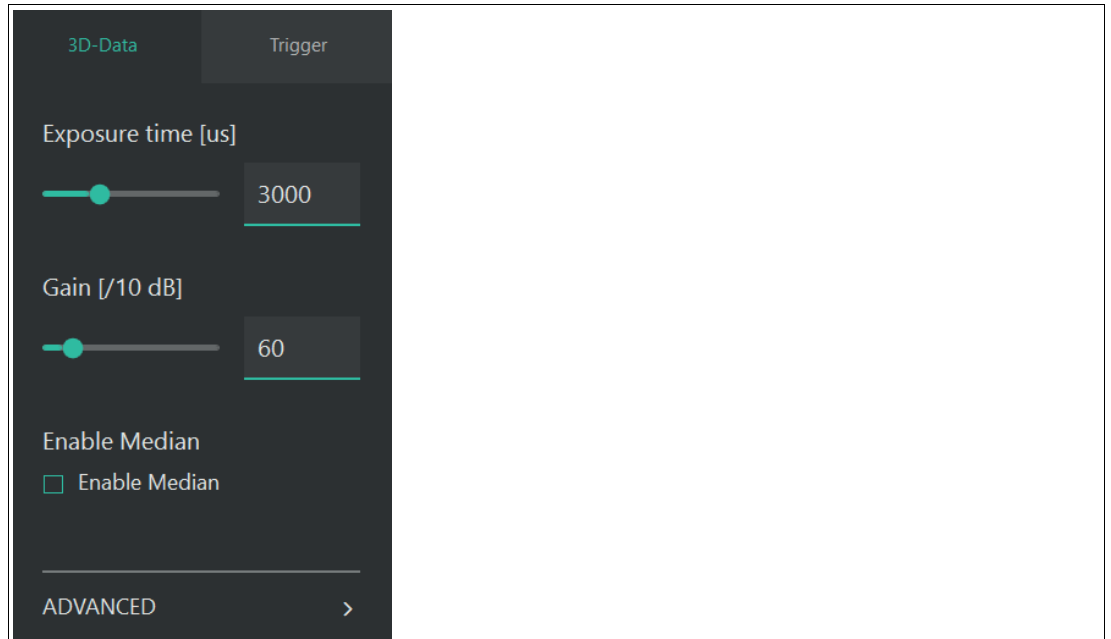 3D-Data Trigger
Exposure time [us]
3000
Gain [/10 dB]
60
Enable Median
Enable Median
ADVANCED